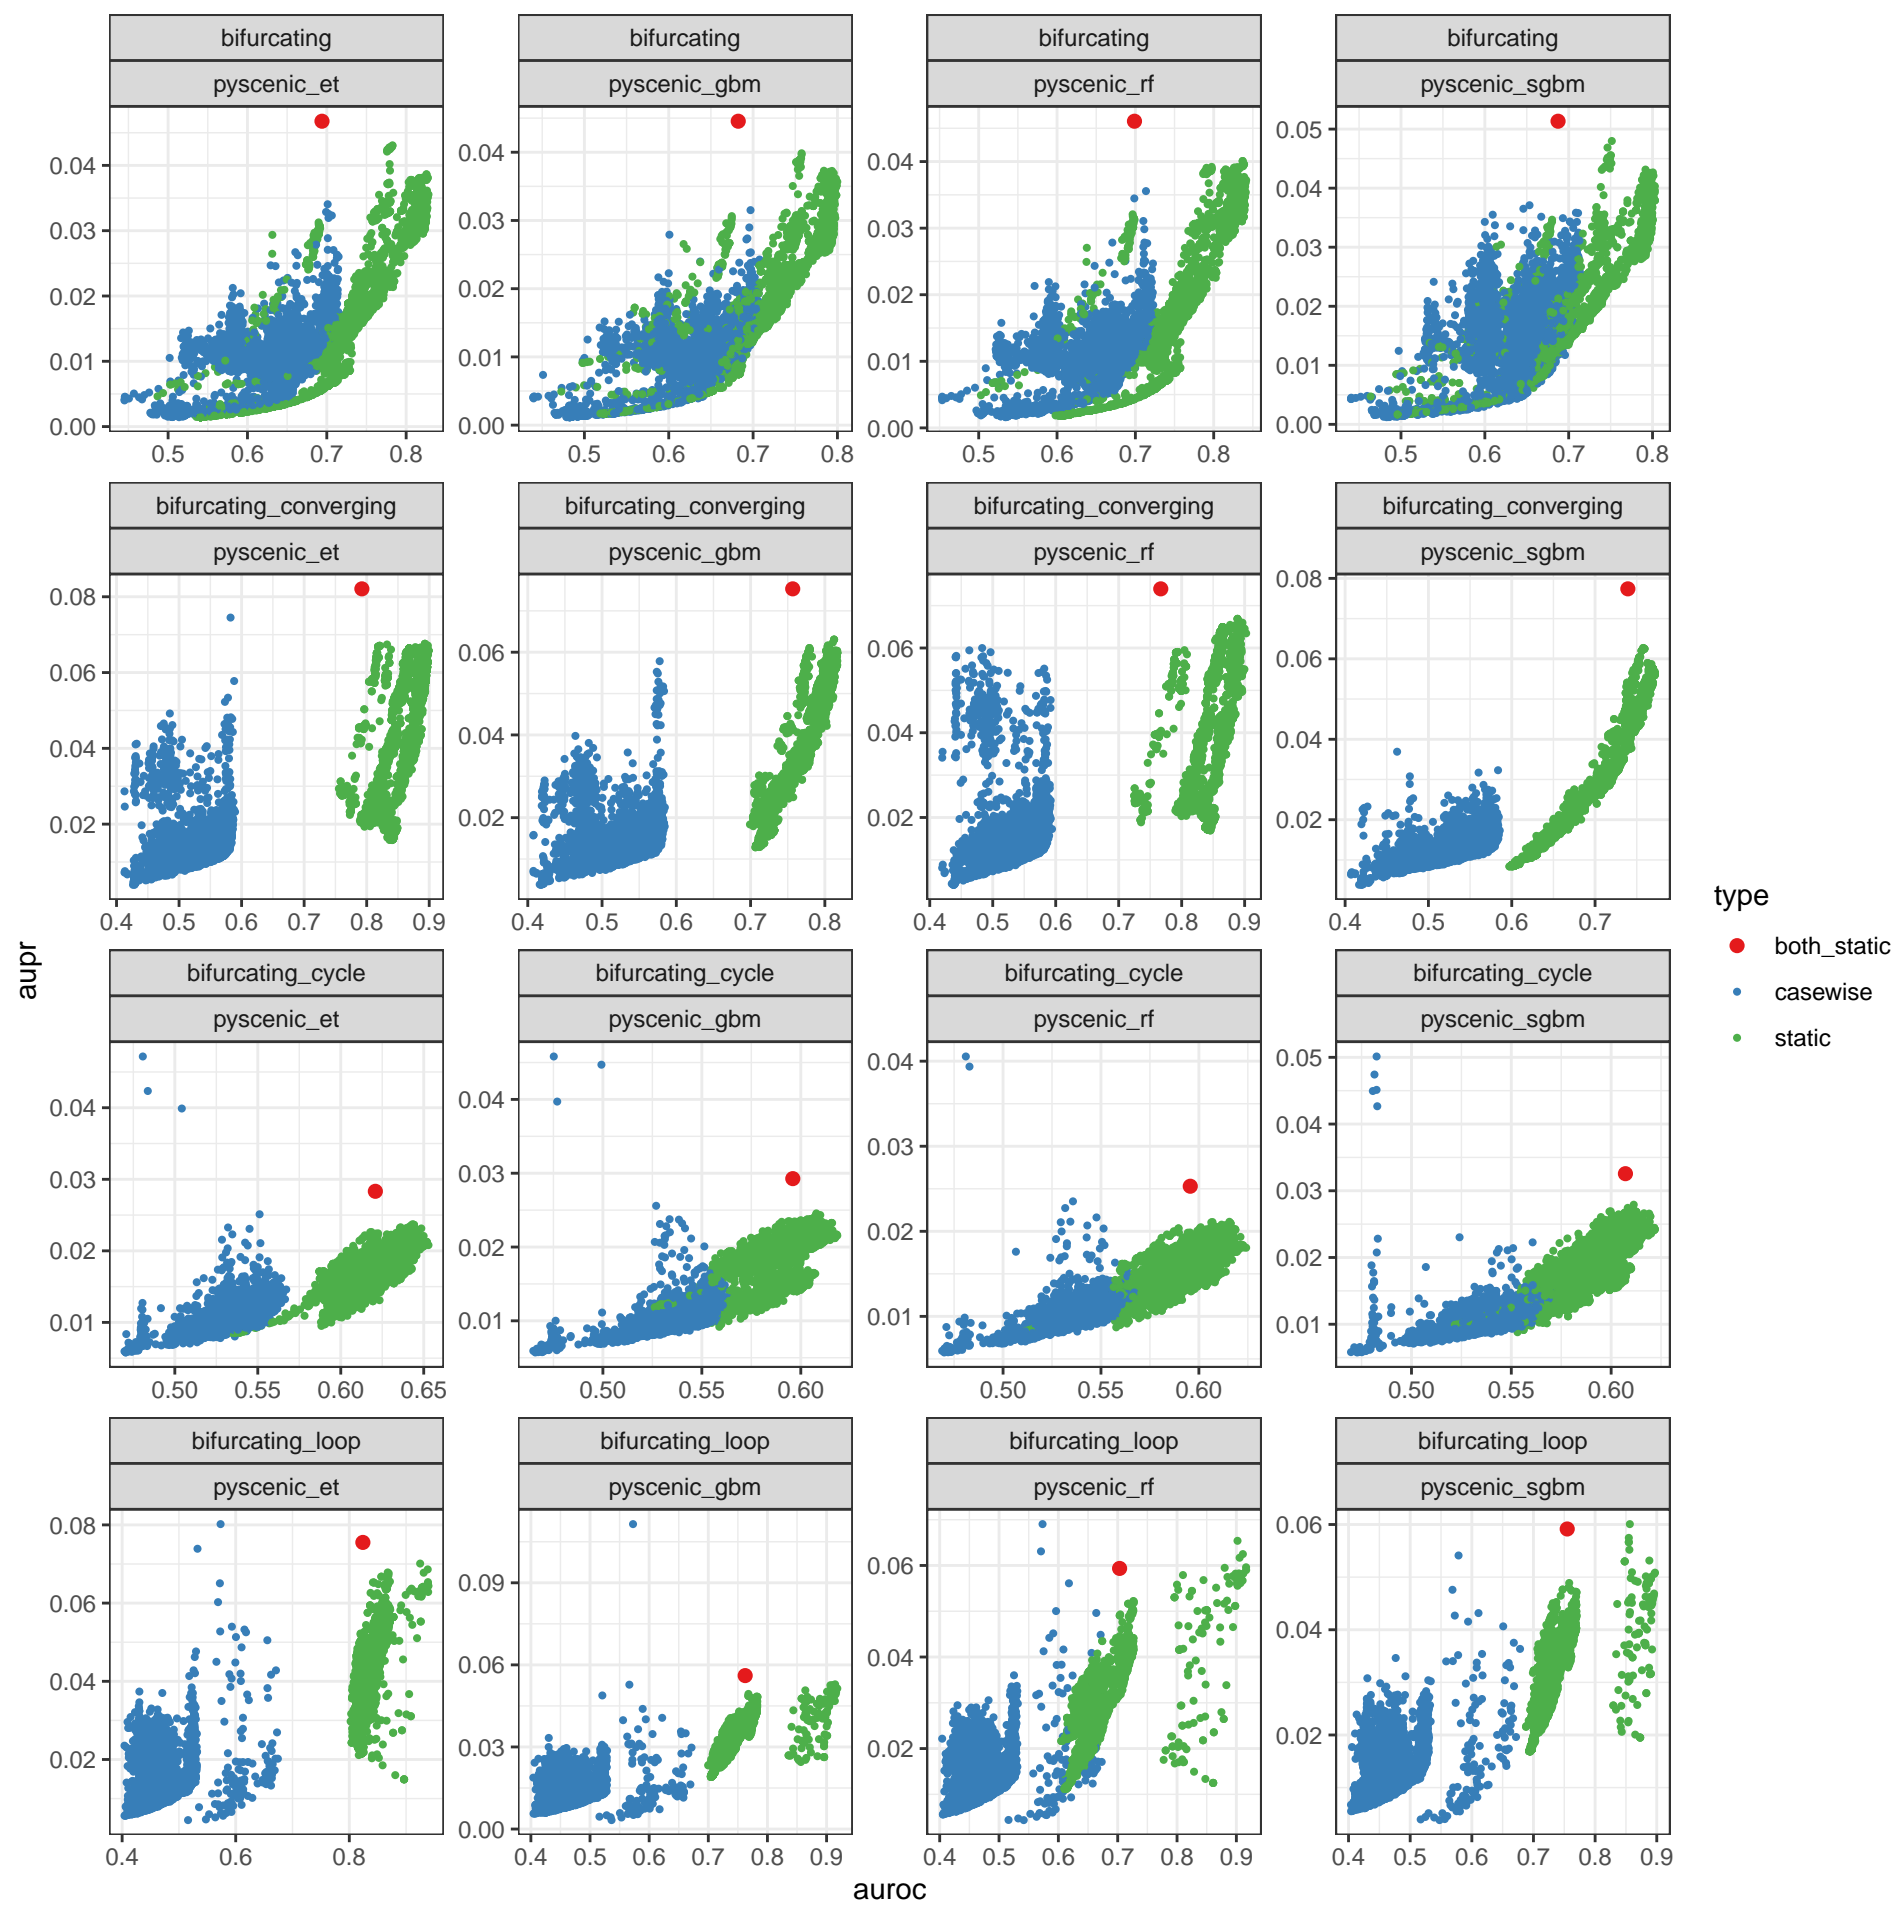 bifurcating bifurcating bifurcating bifurcating
pyscenic_et pyscenic_gbm pyscenic_rf pyscenic_sgbm
0.04
0.03
0.02
0.01
0.00
0.04
0.03
0.02
0.01
0.00
0.04
0.03
0.02
0.01
0.00
0.05
0.04
0.03
0.02
0.01
0.00
0.5 0.6 0.7 0.8
0.5 0.6 0.7 0.8
0.5 0.6 0.7 0.8
0.5 0.6 0.7 0.8
bifurcating_converging bifurcating_converging bifurcating_converging bifurcating_converging
pyscenic_et pyscenic_gbm pyscenic_rf pyscenic_sgbm
0.08
0.06
0.04
0.02
0.06
0.04
0.02
0.06
0.04
0.02
0.08
0.06
0.04
0.02
0.4 0.5 0.6 0.7 0.8 0.9
0.4 0.5 0.6 0.7 0.8
0.4 0.5 0.6 0.7 0.8 0.9
0.4 0.5 0.6 0.7
bifurcating_cycle bifurcating_cycle bifurcating_cycle bifurcating_cycle
pyscenic_et pyscenic_gbm pyscenic_rf pyscenic_sgbm
0.04
0.03
0.02
0.01
0.04
0.03
0.02
0.01
0.04
0.03
0.02
0.01
0.05
0.04
0.03
0.02
0.01
0.50 0.55 0.60 0.65
0.50 0.55 0.60
0.50 0.55 0.60
0.50 0.55 0.60
bifurcating_loop bifurcating_loop bifurcating_loop bifurcating_loop
pyscenic_et pyscenic_gbm pyscenic_rf pyscenic_sgbm
0.08
0.06
0.04
0.02
0.09
0.06
0.03
0.00
0.06
0.04
0.02
0.06
0.04
0.02
0.4 0.6 0.8
0.4 0.5 0.6 0.7 0.8 0.9
0.4 0.5 0.6 0.7 0.8 0.9
0.4 0.5 0.6 0.7 0.8 0.9
auroc
aupr
type
both_static
casewise
static